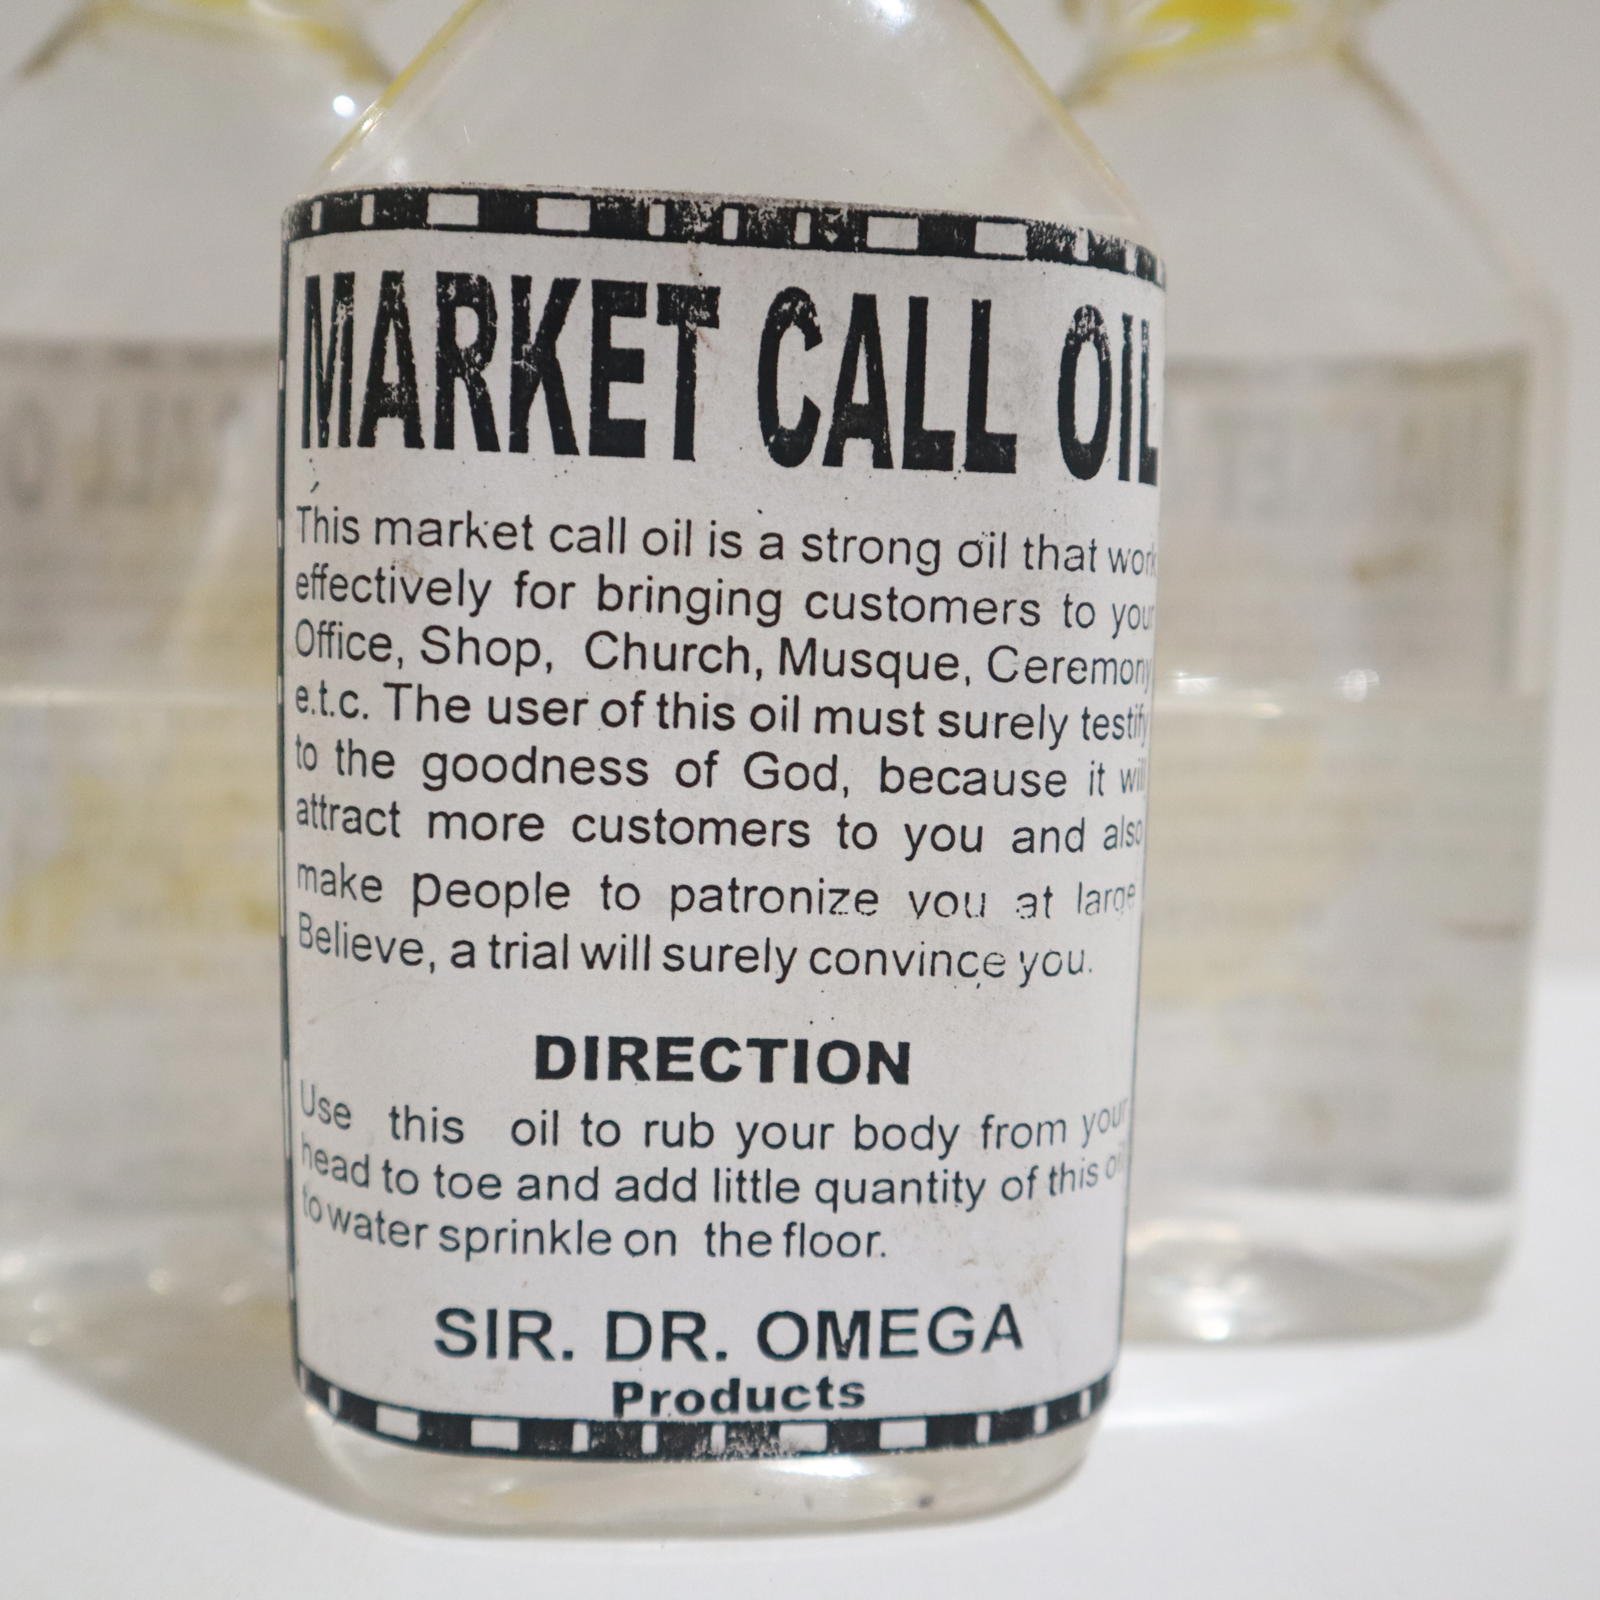 MARKET CALL OIL
This market call oil is a strong oil that work
effectively for bringing customers to your
Office, Shop, Church, Musque, Ceremony
e.t.c. The user of this oil must surely testify
to the goodness of God, because it will
attract more customers to you and also
make people to patronize you at large
Believe, a trial will surely convince you.
DIRECTION
Use this oil to rub your body from your
head to toe and add little quantity of this oil
to water sprinkle on the floor.
SIR. DR. OMEGA
Products